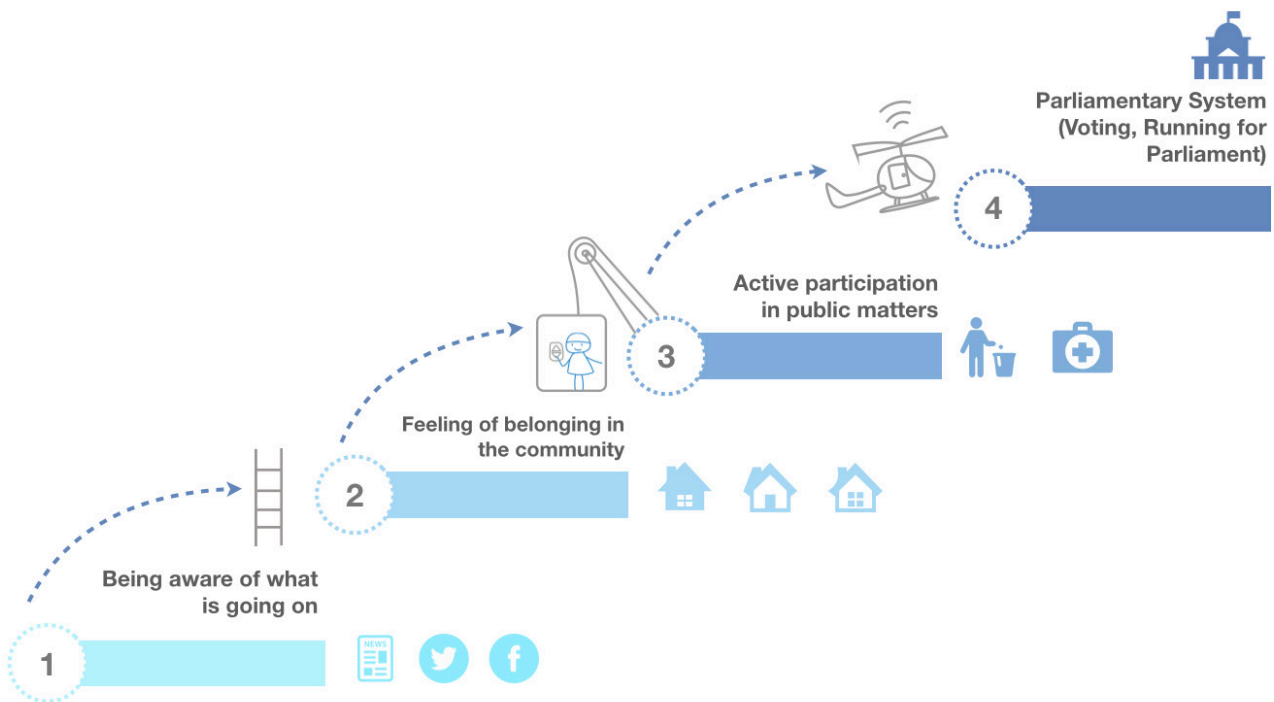 Parliamentary System
(Voting, Running for
Parliament)
4
Active participation
in public matters
3
Feeling of belonging in
the community
2
Being aware of what
is going on
1
NEWS
f